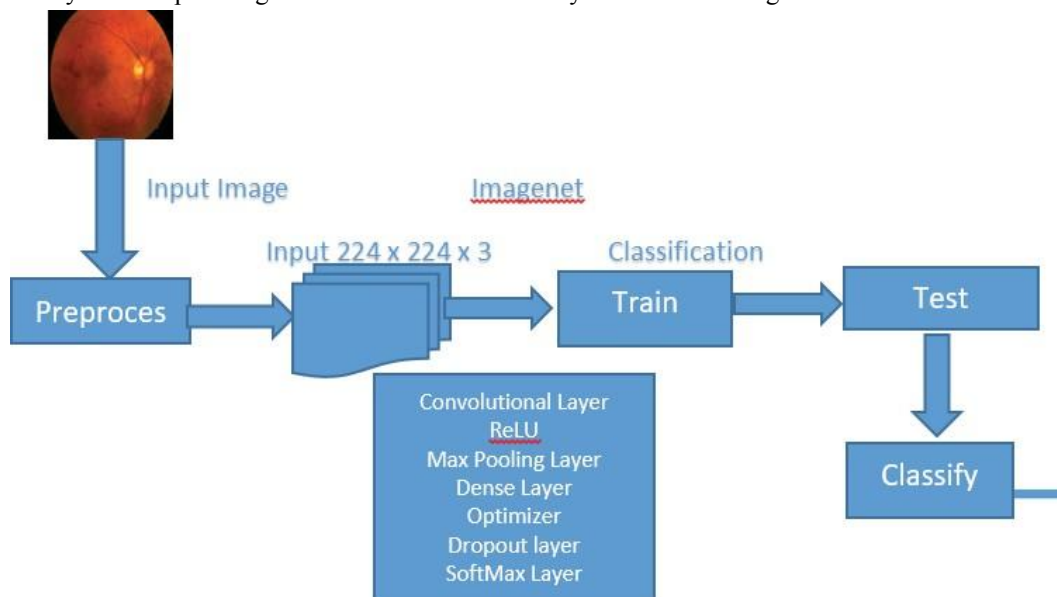 Input Image
Imagenet
Input 224 x 224 x 3
Classification
Preproces
Train
Test
Convolutional Layer
ReLU
Max Pooling Layer
Dense Layer
Optimizer
Dropout layer
SoftMax Layer
Classify